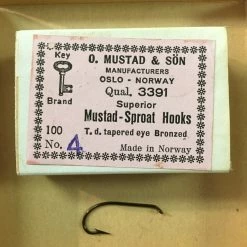 Key
Brand
O. MUSTAD & SÖN
MANUFACTURERS
OSLO - NORWAY
Qual. 3391
Superior
Mustad-Sproat Hooks
T. d. tapered eye Bronzed
100
No. 4
Made in Norway